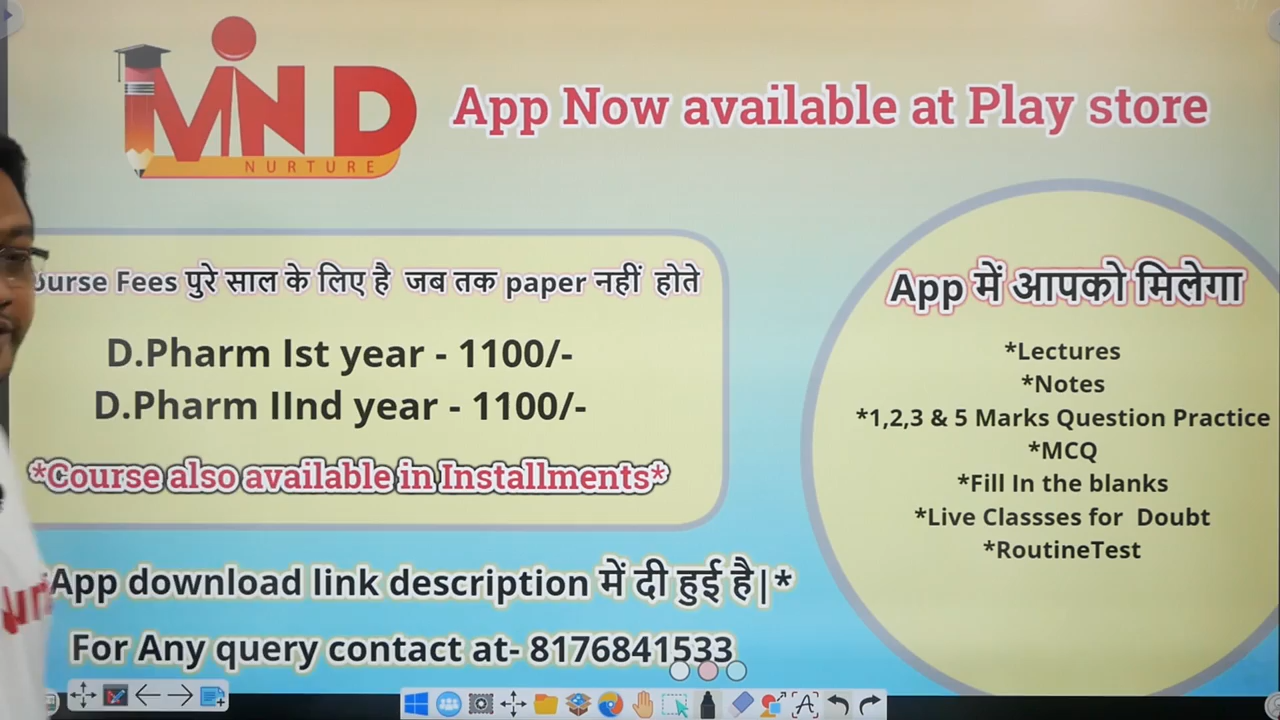 MIND
NURTURE
App Now available at Play store
Fees पुरे साल के लिए है जब तक paper नहीं होते
D.Pharm Ist year - 1100/-
D.Pharm IInd year - 1100/-
*Course also available in Installments*
App में आपको मिलेगा
*Lectures
*Notes
*1,2,3 & 5 Marks Question Practice
*MCQ
*Fill In the blanks
*Live Classses for Doubt
*RoutineTest
*App download link description में दी हुई है|*
For Any query contact at- 8176841533